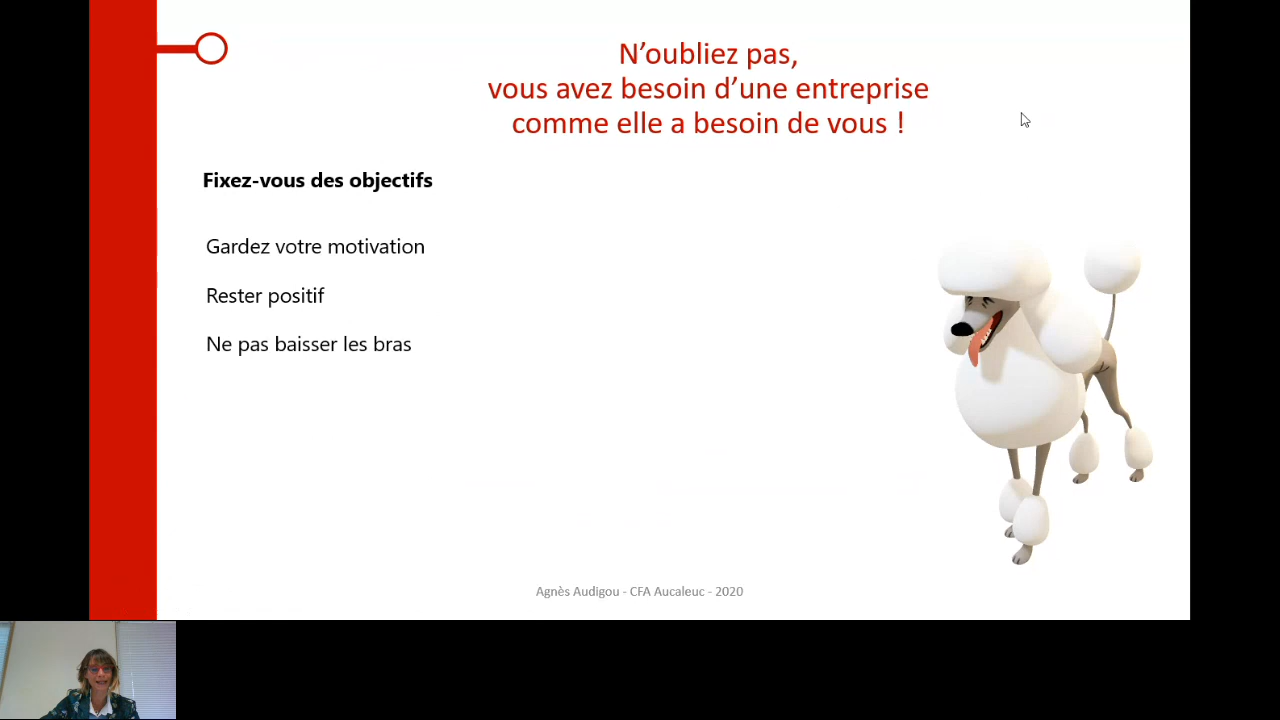 N’oubliez pas,
vous avez besoin d’une entreprise
comme elle a besoin de vous !
Fixez-vous des objectifs
Gardez votre motivation
Rester positif
Ne pas baisser les bras
Agnès Audigou - CFA Aucaleuc - 2020